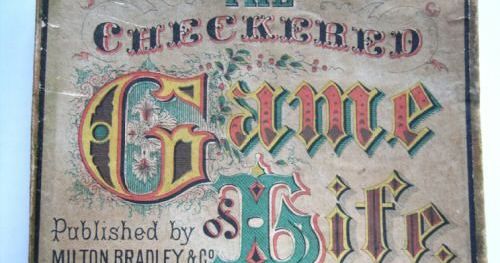 THE
CHECKERED
Game
of Life.
Published by
MILTON BRADLEY & Co.